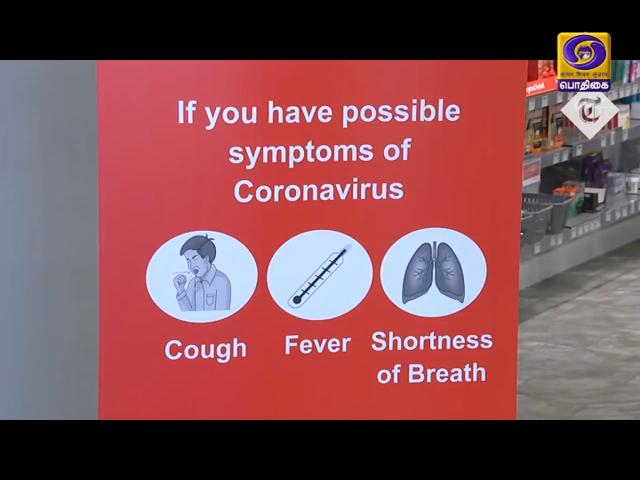 If you have possible
symptoms of
Coronavirus
Cough
Fever
Shortness
of Breath
பொதிகை
T